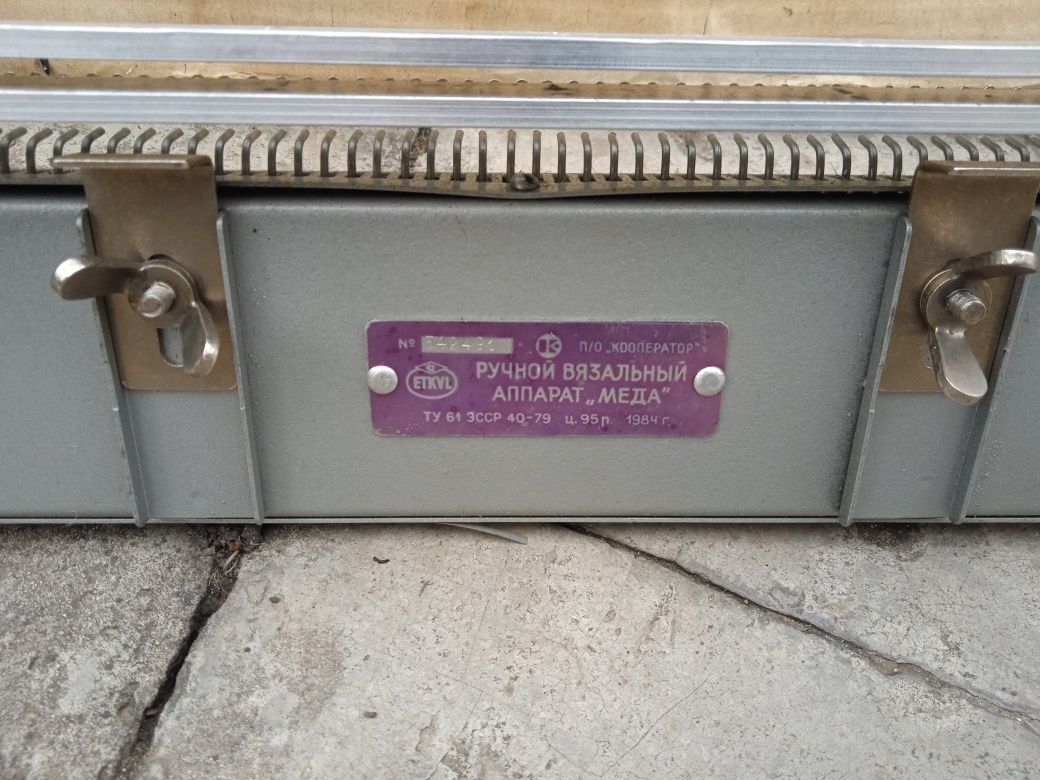 №
П/О „КООПЕРАТОР"
ETKVL
РУЧНОЙ ВЯЗАЛЬНЫЙ
АППАРАТ „МЕДА"
ТУ 61 ЭССР 40-79 ц. 95 р. 1984 г.